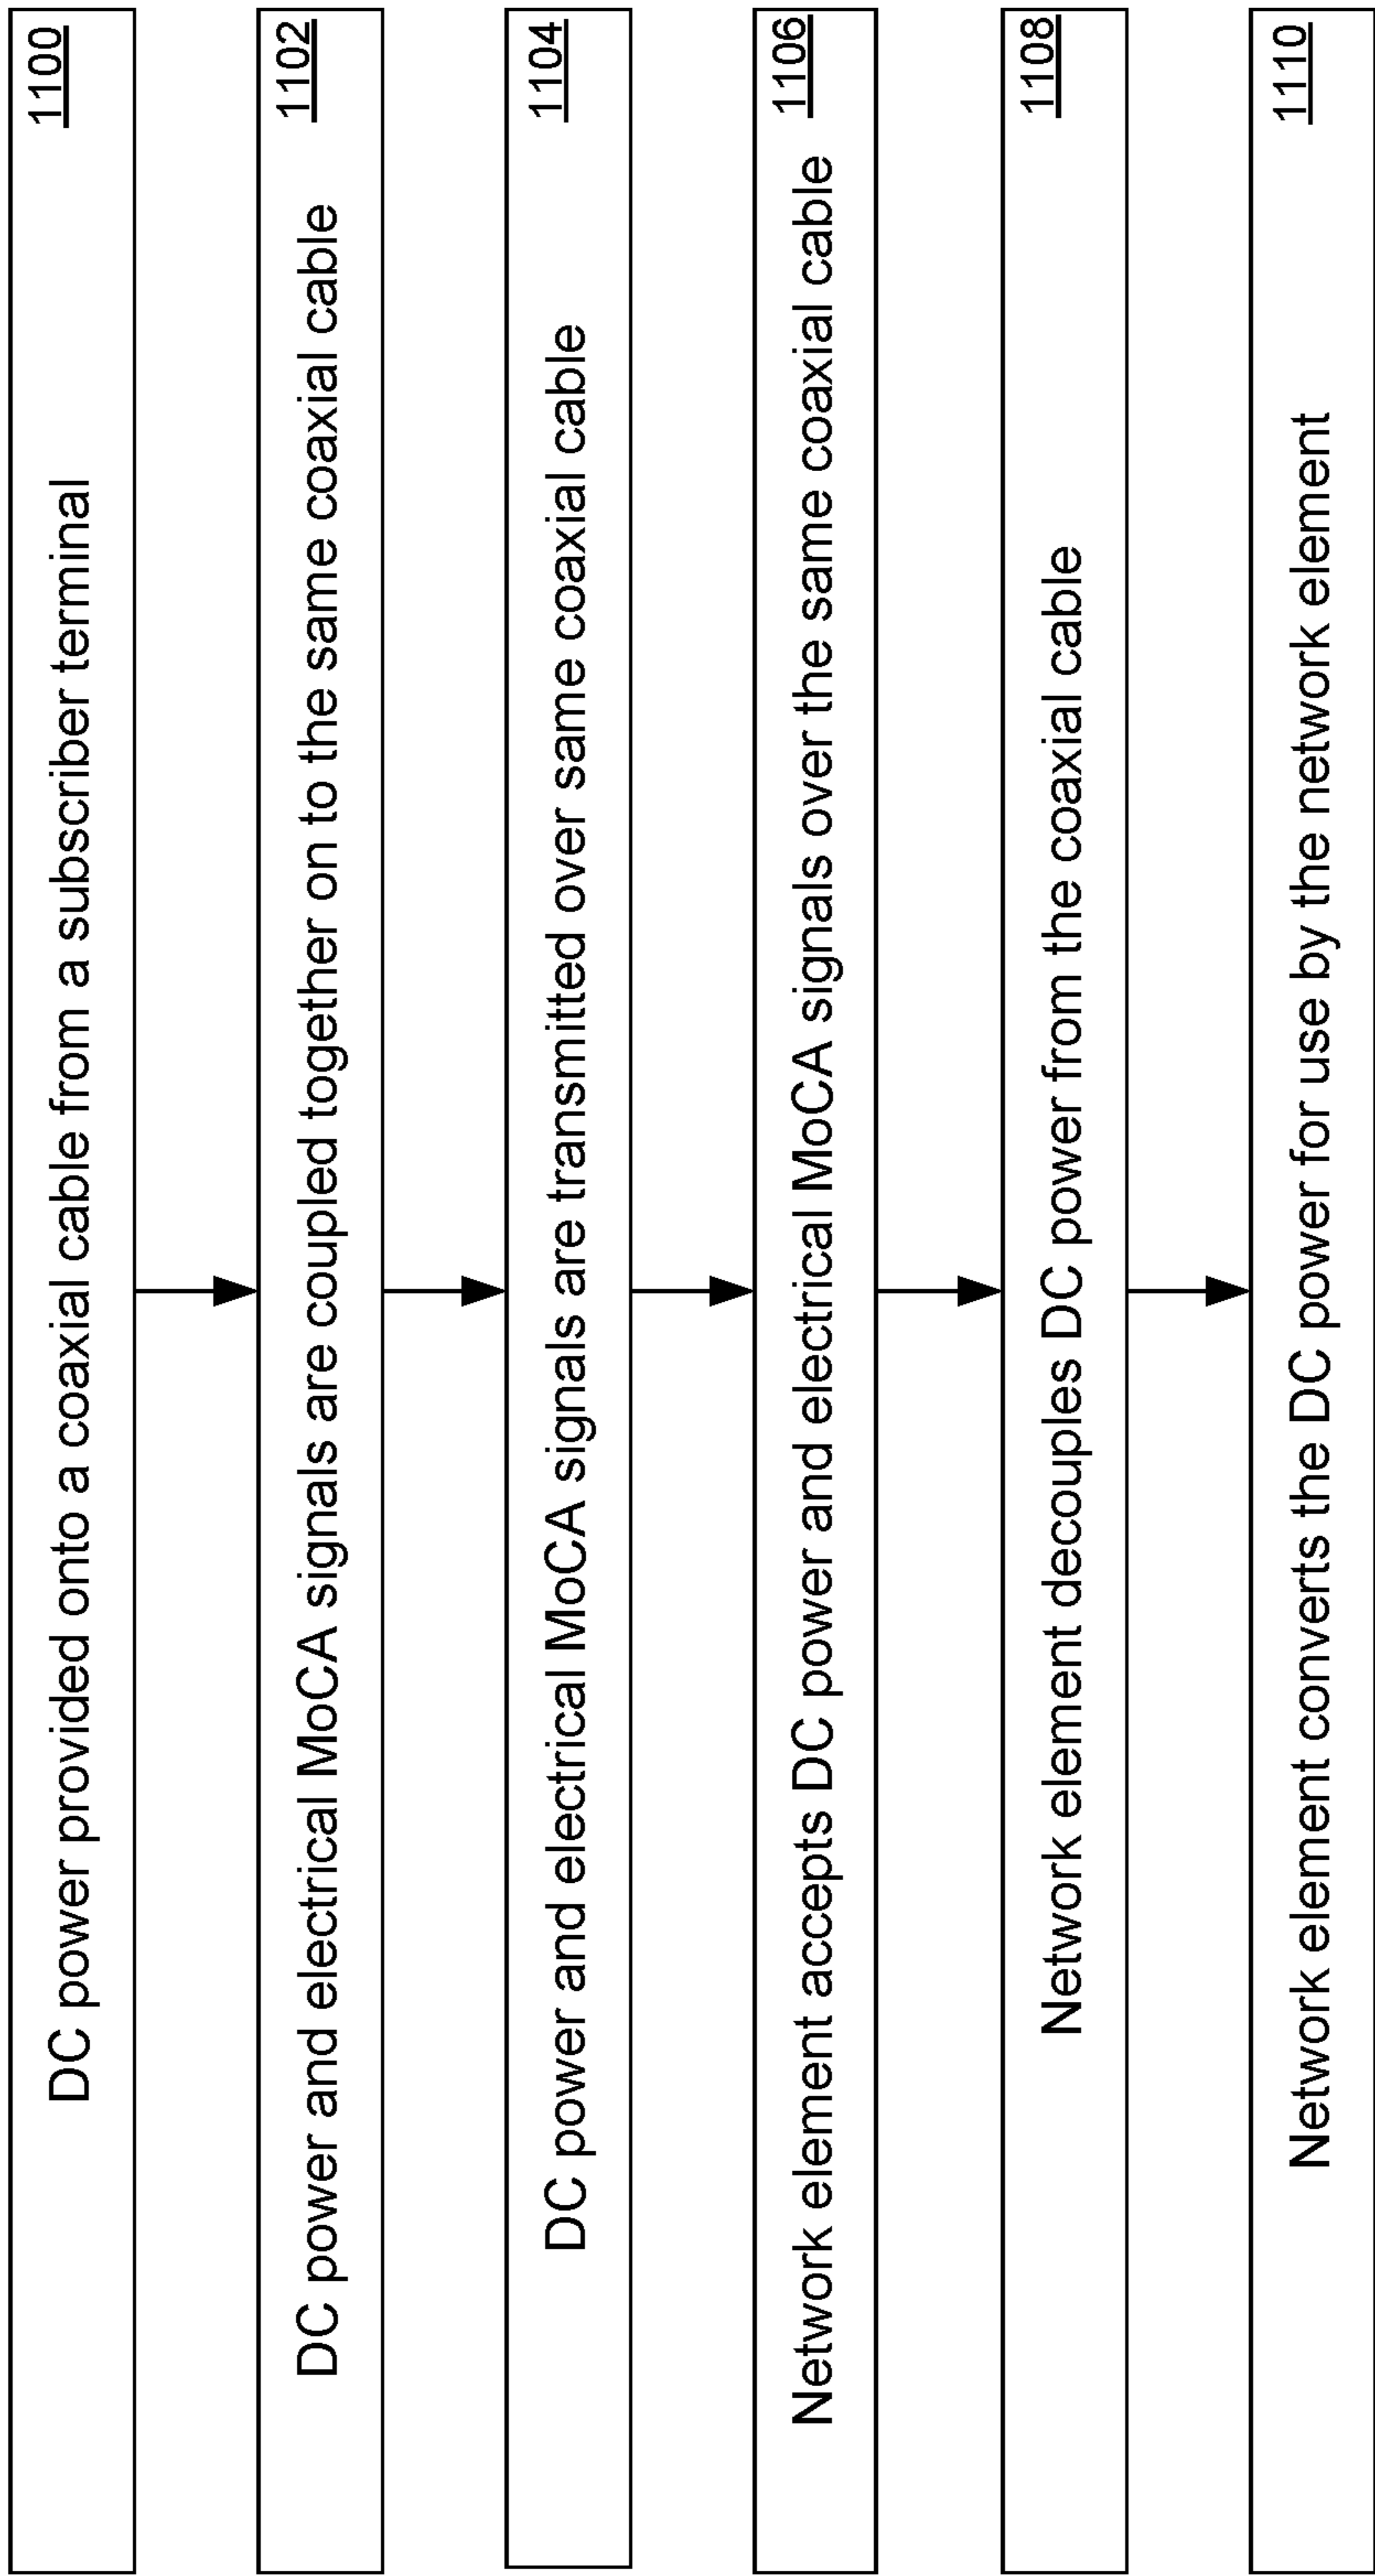 1100
DC power provided onto a coaxial cable from a subscriber terminal
1102
DC power and electrical MoCA signals are coupled together on to the same coaxial cable
1104
DC power and electrical MoCA signals are transmitted over same coaxial cable
1106
Network element accepts DC power and electrical MoCA signals over the same coaxial cable
1108
Network element decouples DC power from the coaxial cable
1110
Network element converts the DC power for use by the network element